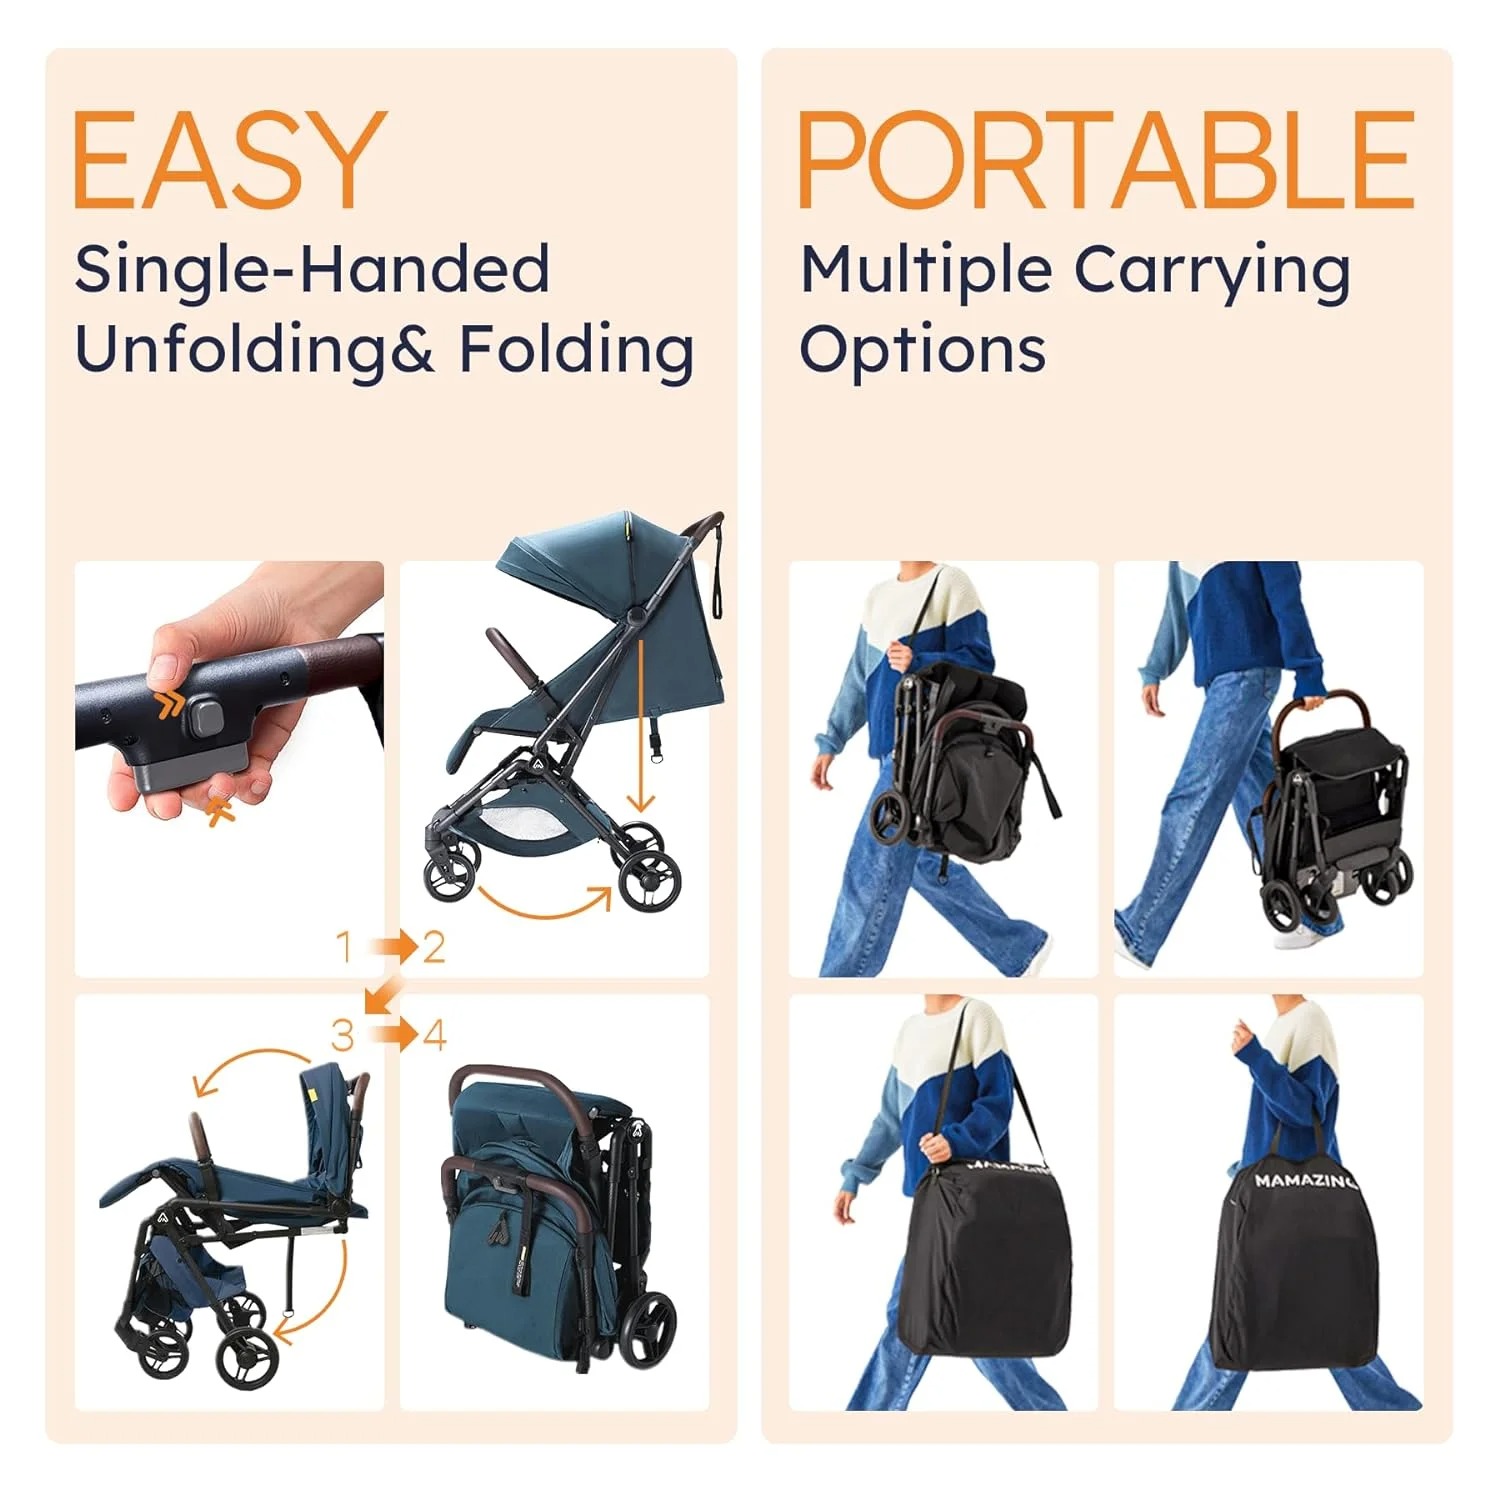 EASY
Single-Handed
Unfolding& Folding
1
2
3
4
PORTABLE
Multiple Carrying
Options
MAMAZING
MAMAZING